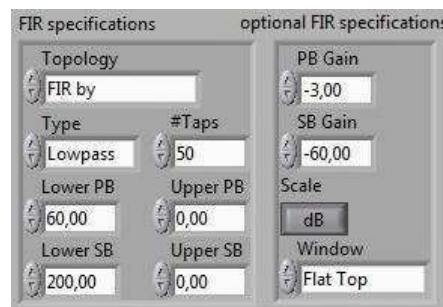 FIR specifications
optional FIR specifications
Topology
FIR by
Type
#Taps
Lowpass
50
Lower PB
Upper PB
60,00
0,00
Lower SB
Upper SB
200,00
0,00
PB Gain
-3,00
SB Gain
-60,00
Scale
dB
Window
Flat Top